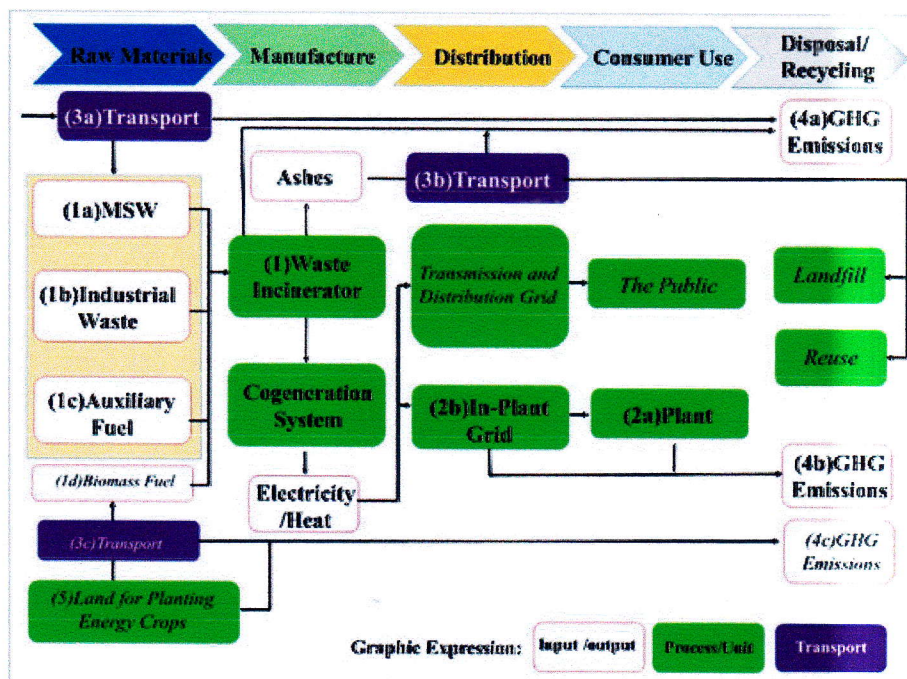 Raw Materials
Manufacture
Distribution
Consumer Use
Disposal/
Recycling
(3a)Transport
(4a)GHG
Emissions
Ashes
(3b)Transport
(1a)MSW
(1)Waste
Incinerator
Transmission and
Distribution Grid
The Public
Landfill
(1b)Industrial
Waste
Reuse
(1c)Auxiliary
Fuel
Cogeneration
System
(2b)In-Plant
Grid
(2a)Plant
(1d)Biomass Fuel
Electricity
/Heat
(4b)GHG
Emissions
(3c)Transport
(4c)GHG
Emissions
(5)Land for Planting
Energy Crops
Graphic Expression:
Input /output
Process/Unit
Transport